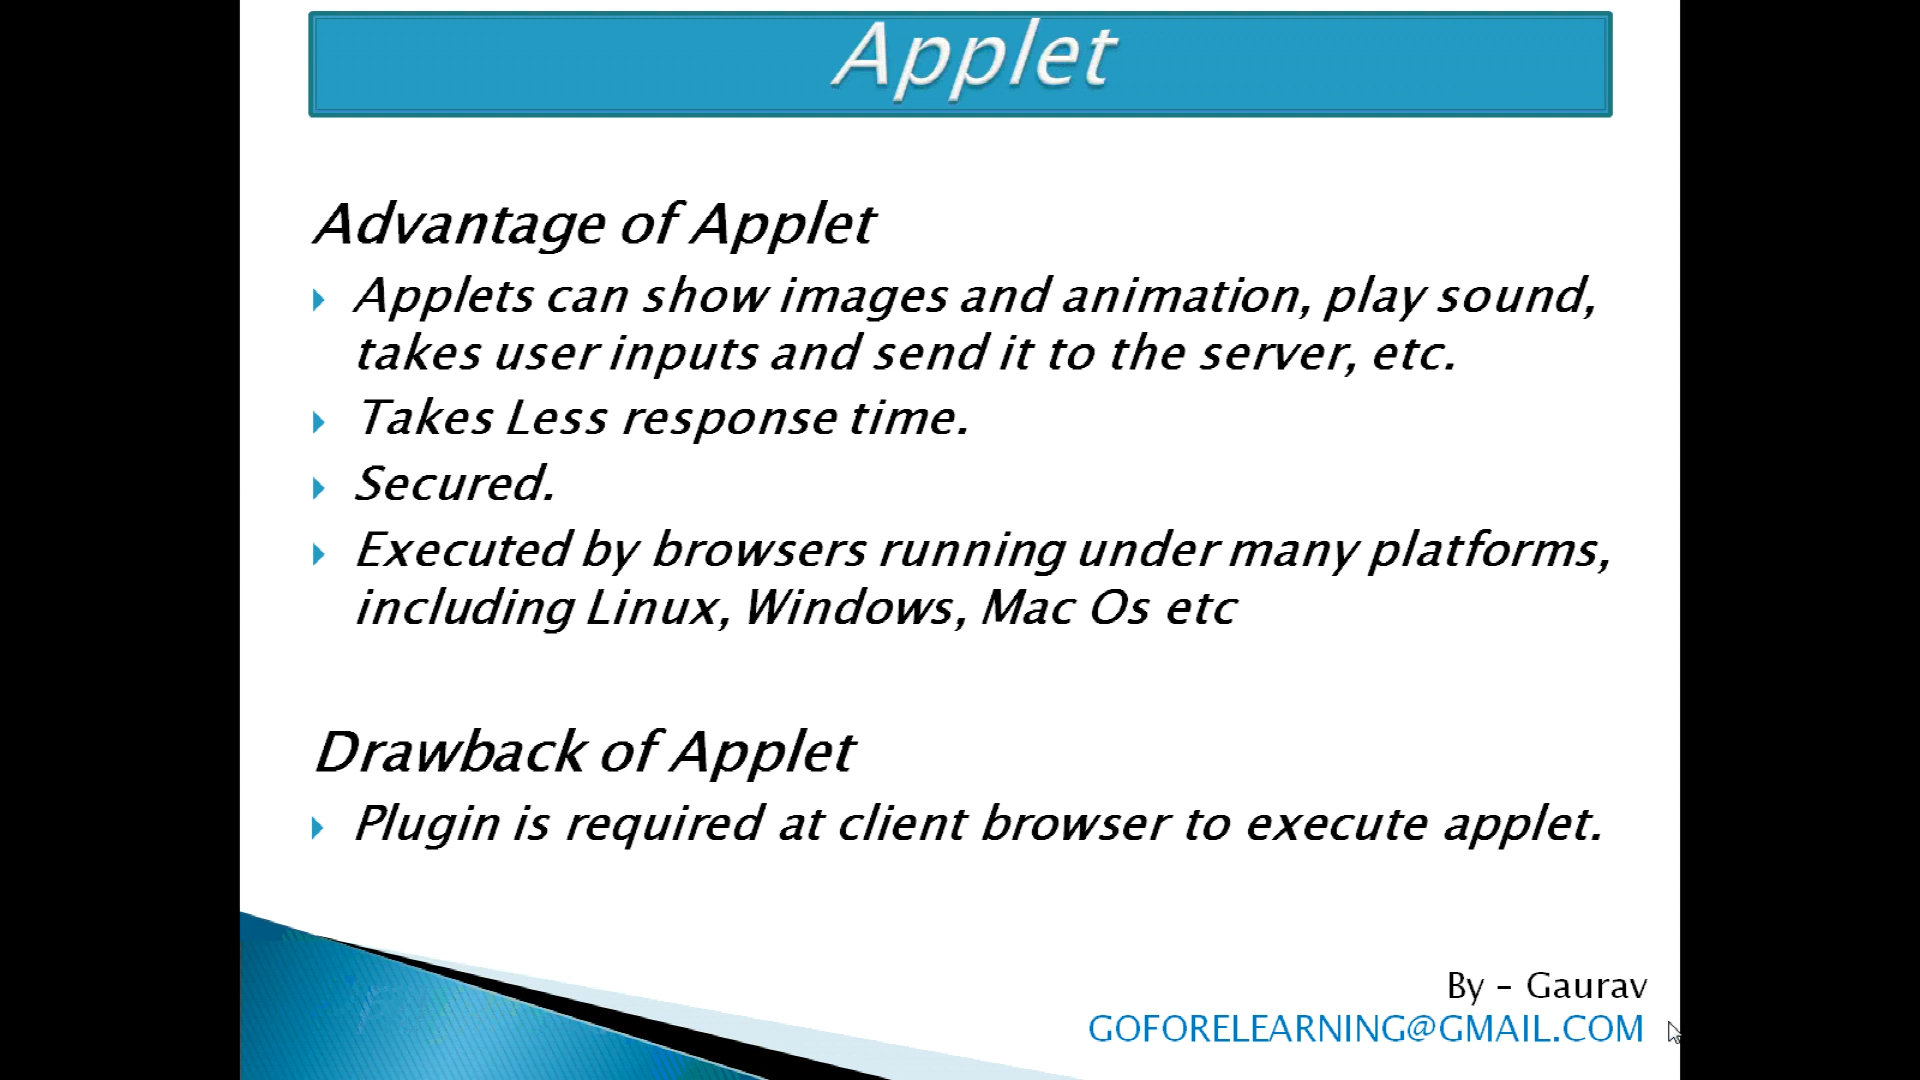 Applet
Advantage of Applet
Applets can show images and animation, play sound,
takes user inputs and send it to the server, etc.
Takes Less response time.
Secured.
Executed by browsers running under many platforms,
including Linux, Windows, Mac Os etc
Drawback of Applet
Plugin is required at client browser to execute applet.
By - Gaurav
GOFORELEARNING@GMAIL.COM